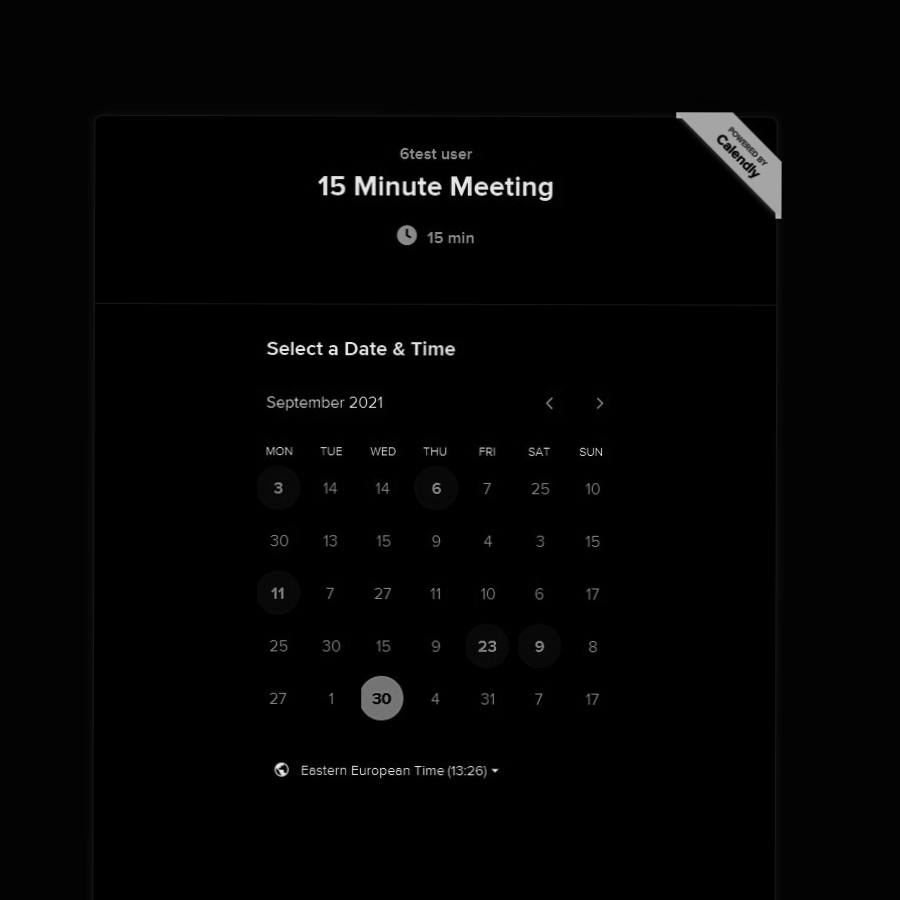 POWERED BY
Calendly
6test user
15 Minute Meeting
15 min
Select a Date & Time
September 2021
MON TUE WED THU FRI SAT SUN
3 14 14 6 7 25 10
30 13 15 9 4 3 15
11 7 27 11 10 6 17
25 30 15 9 23 9 8
27 1 30 4 31 7 17
Eastern European Time (13:26)